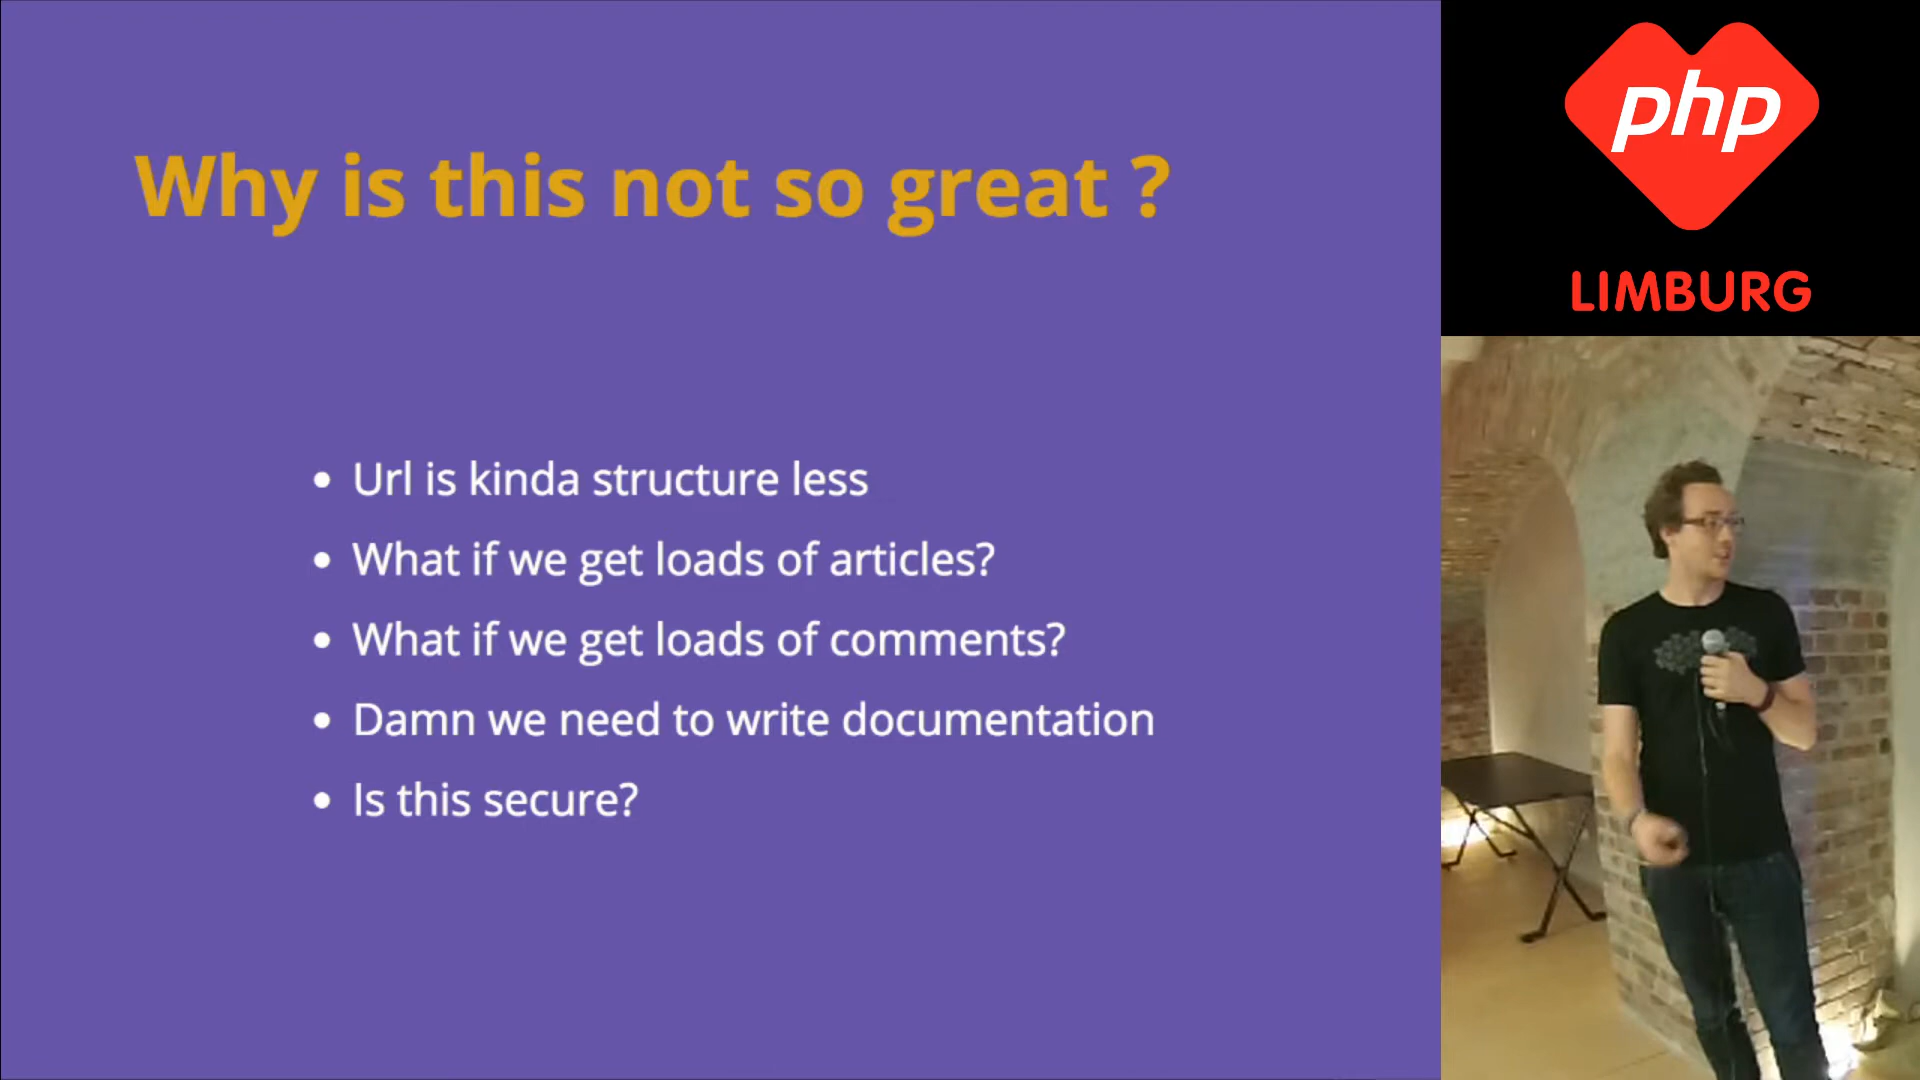 Why is this not so great ?
Url is kinda structure less
What if we get loads of articles?
What if we get loads of comments?
Damn we need to write documentation
Is this secure?
php
LIMBURG